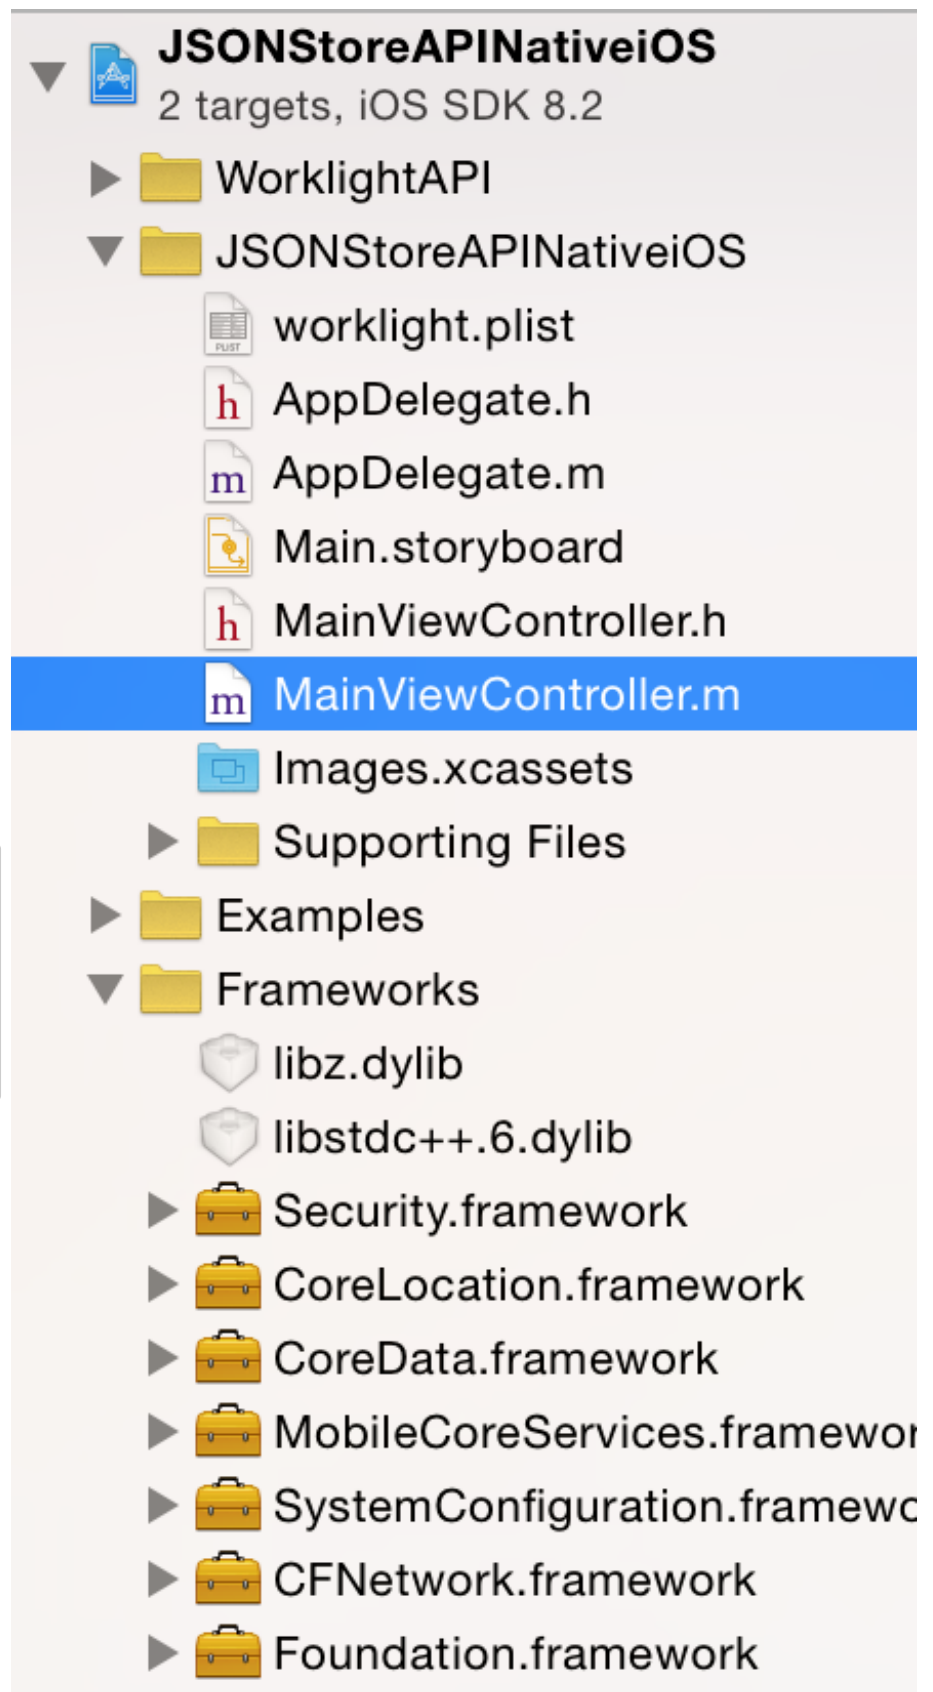 JSONStoreAPINativeiOS
2 targets, iOS SDK 8.2
WorklightAPI
JSONStoreAPINativeiOS
PLIST
worklight.plist
h AppDelegate.h
m AppDelegate.m
Main.storyboard
h MainViewController.h
m MainViewController.m
Images.xcassets
Supporting Files
Examples
Frameworks
libz.dylib
libstdc++.6.dylib
Security.framework
CoreLocation.framework
CoreData.framework
MobileCoreServices.framewor
SystemConfiguration.framewo
CFNetwork.framework
Foundation.framework